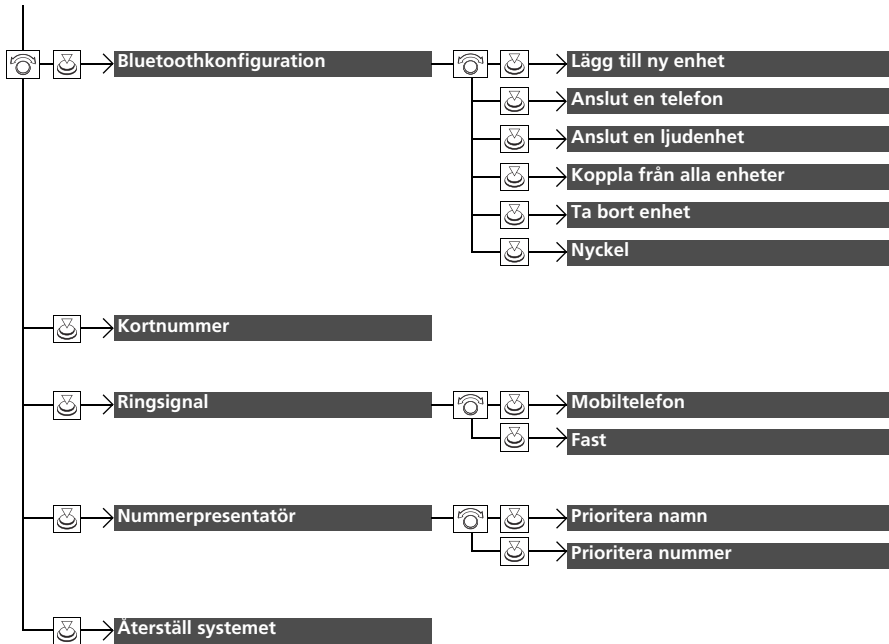 Bluetoothkonfiguration
Lägg till ny enhet
Anslut en telefon
Anslut en ljudenhet
Koppla från alla enheter
Ta bort enhet
Nyckel
Kortnummer
Ringsignal
Mobiltelefon
Fast
Nummerpresentatör
Prioritera namn
Prioritera nummer
Återställ systemet